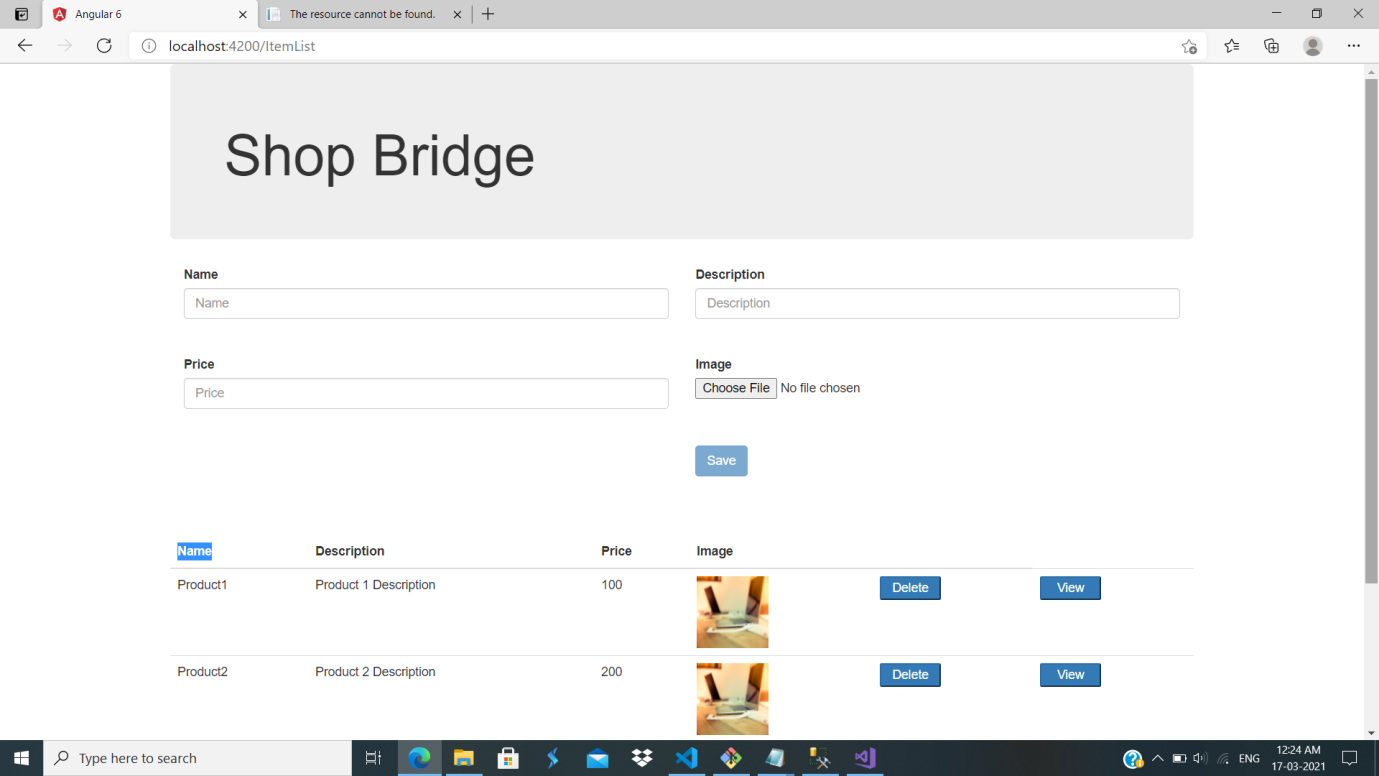 Angular 6
The resource cannot be found.
localhost:4200/ItemList
Shop Bridge
Name Description
Name Description
Price Image
Price Choose File No file chosen
Save
Name Description Price Image
Product1 Product 1 Description 100 Delete View
Product2 Product 2 Description 200 Delete View
Type here to search
ENG
12:24 AM
17-03-2021